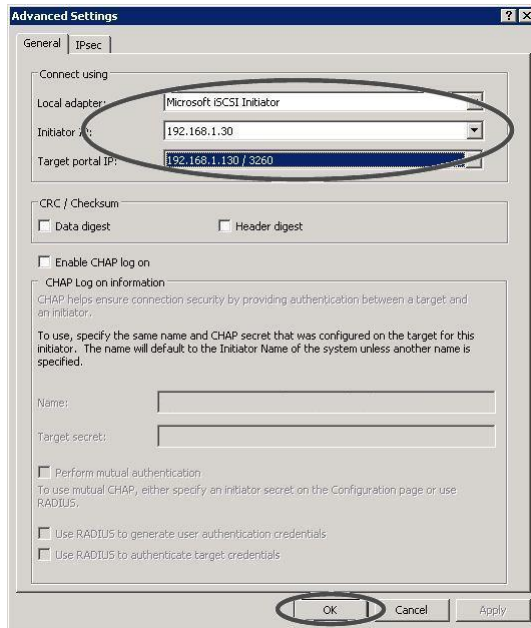 Advanced Settings
General IPsec
Connect using
Local adapter: Microsoft iSCSI Initiator
Initiator IP: 192.168.1.30
Target portal IP: 192.168.1.130 / 3260
CRC / Checksum
Data digest Header digest
Enable CHAP log on
CHAP Log on information
CHAP helps ensure connection security by providing authentication between a target and
an initiator.
To use, specify the same name and CHAP secret that was configured on the target for this
initiator. The name will default to the Initiator Name of the system unless another name is
specified.
Name:
Target secret:
Perform mutual authentication
To use mutual CHAP, either specify an initiator secret on the Configuration page or use
RADIUS.
Use RADIUS to generate user authentication credentials
Use RADIUS to authenticate target credentials
OK Cancel Apply